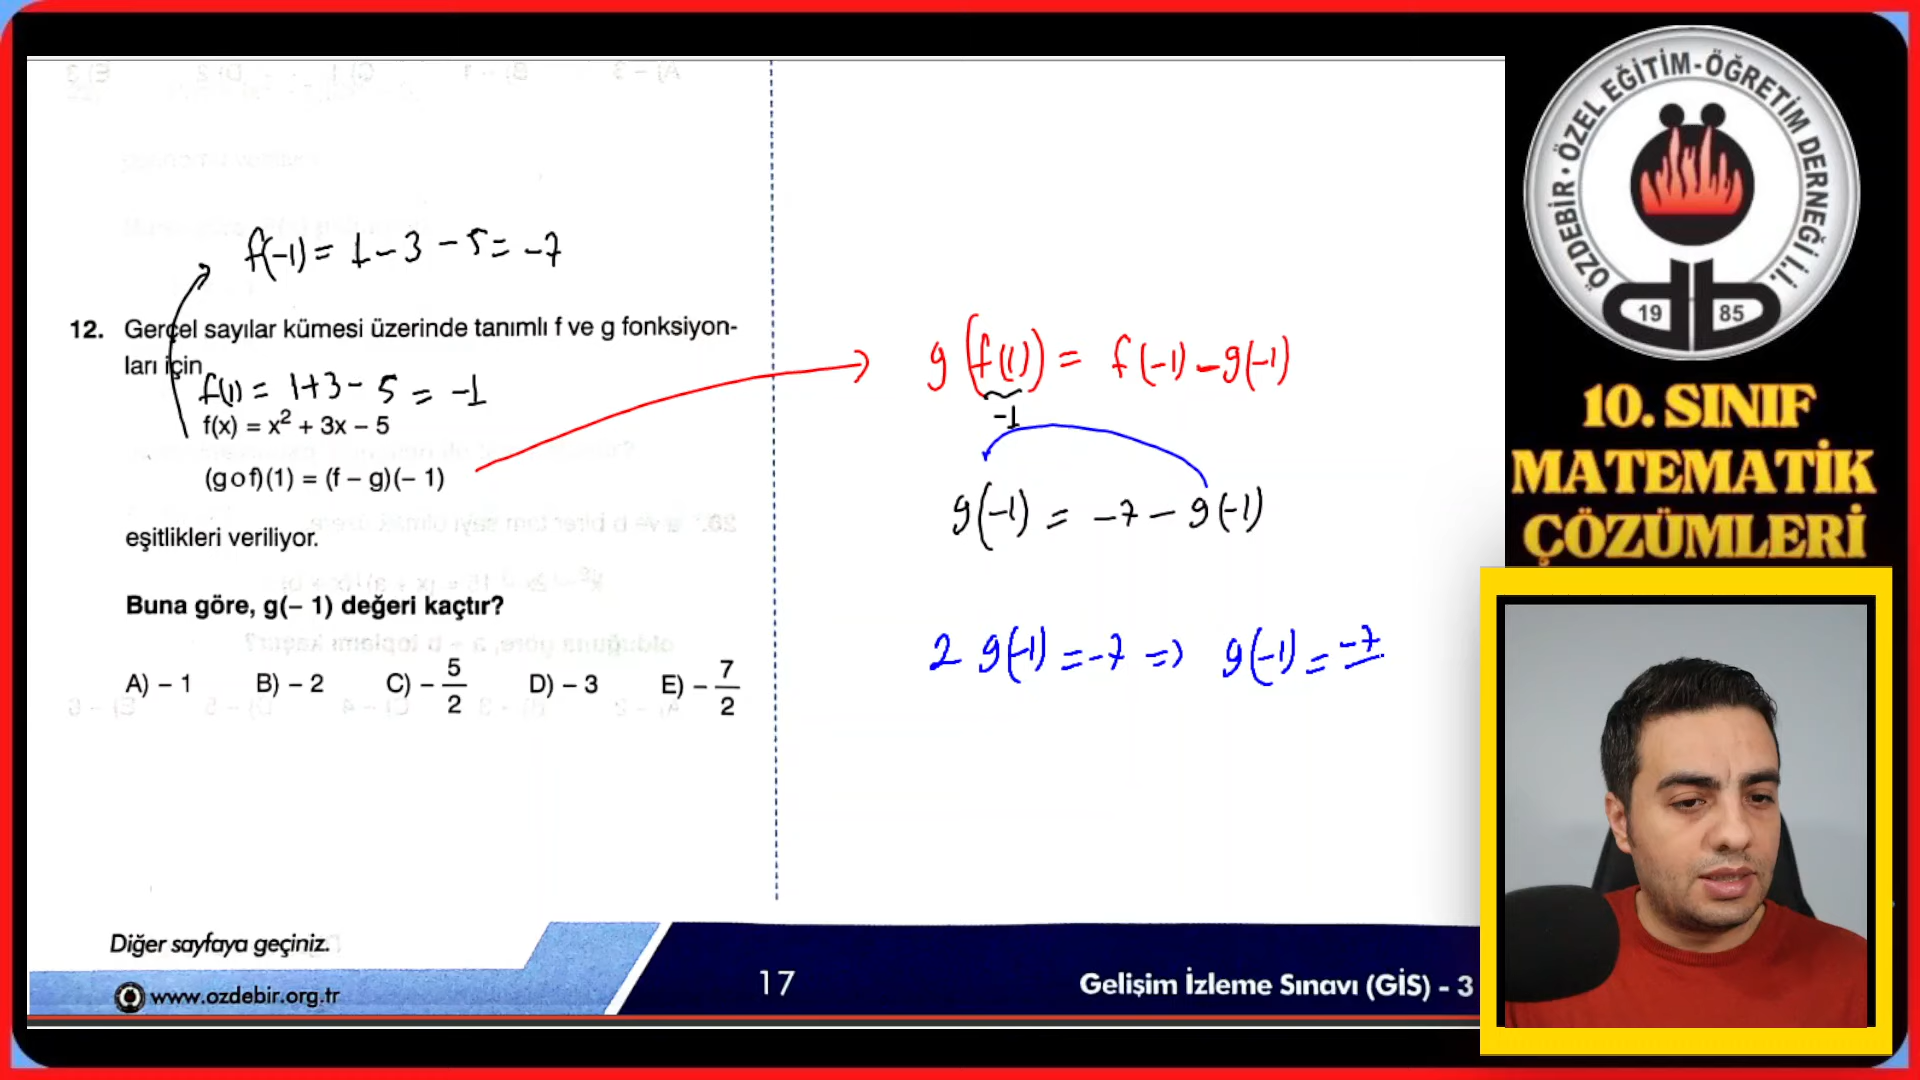 f(-1) = 1 - 3 - 5 = -7
12. Gerçel sayılar kümesi üzerinde tanımlı f ve g fonksiyon-
ları için
f(1) = 1+3-5 = -1
f(x) = x² + 3x – 5
(gof)(1) = (f – g)(– 1)
eşitlikleri veriliyor.
Buna göre, g(– 1) değeri kaçtır?
A) – 1 B) – 2 C) – 5/2 D) – 3 E) – 7/2
g(f(1)) = f(-1) - g(-1)
-1
g(-1) = -7 - g(-1)
2 g(-1) = -7 => g(-1) = -7
Diğer sayfaya geçiniz.
www.ozdebir.org.tr
17
Gelişim İzleme Sınavı (GİS) - 3
ÖZDEBİR · ÖZEL EĞİTİM-ÖĞRETİM DERNEĞİ
19 85
10. SINIF
MATEMATİK
ÇÖZÜMLERİ